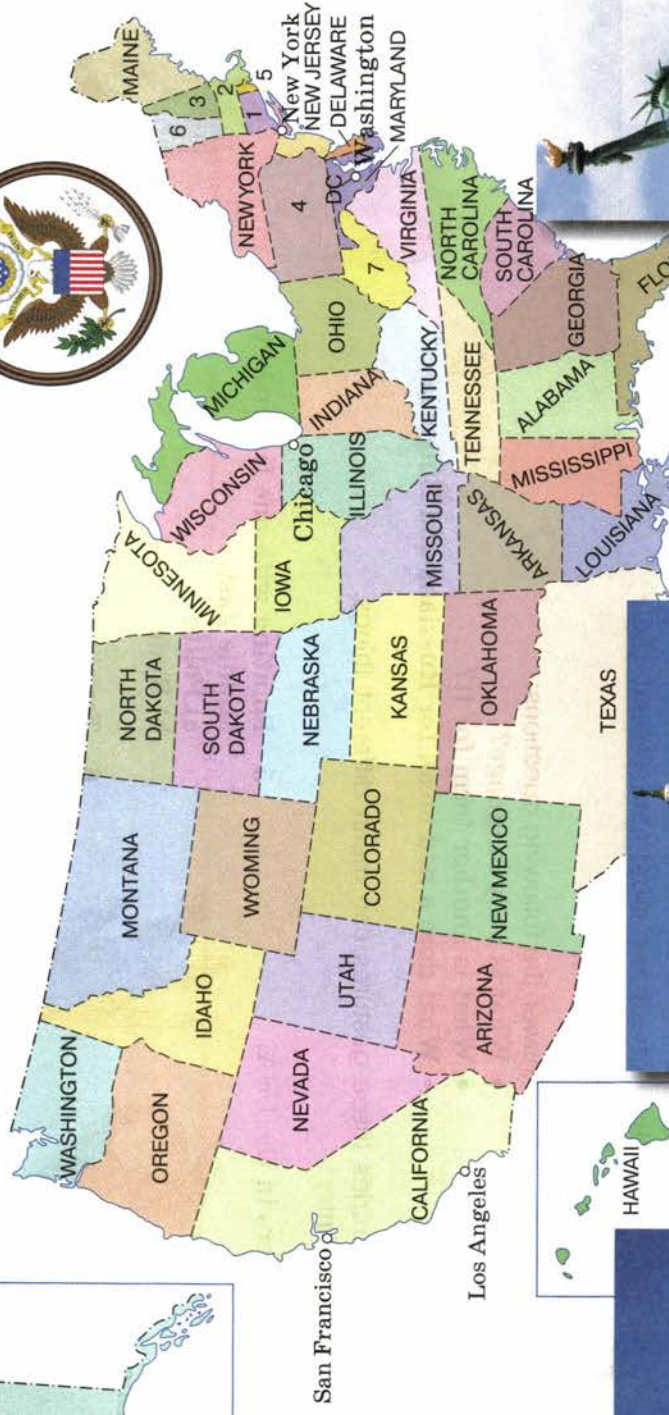 WASHINGTON
OREGON
CALIFORNIA
NEVADA
IDAHO
MONTANA
WYOMING
UTAH
ARIZONA
COLORADO
NEW MEXICO
NORTH
DAKOTA
SOUTH
DAKOTA
NEBRASKA
KANSAS
OKLAHOMA
TEXAS
MINNESOTA
IOWA
MISSOURI
ARKANSAS
LOUISIANA
WISCONSIN
ILLINOIS
Chicago
MICHIGAN
INDIANA
OHIO
KENTUCKY
TENNESSEE
MISSISSIPPI
ALABAMA
GEORGIA
FLO
SOUTH
CAROLINA
NORTH
CAROLINA
VIRGINIA
7
4
DC
NEW YORK
MAINE
6
3
2
1
5
New York
NEW JERSEY
DELAWARE
Washington
MARYLAND
San Francisco
Los Angeles
HAWAII